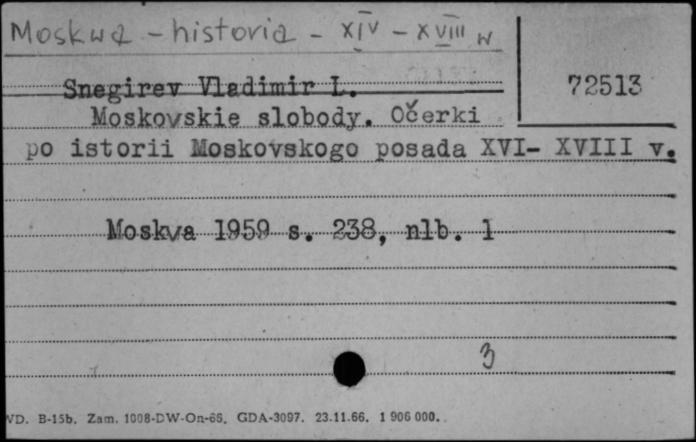 Moskwa - historia - XIV - XVIII w
72513
Snegirev Vladimir L.
Moskovskie slobody. Očerki
po istorii Moskovskogo posada XVI- XVIII v.
Moskva 1959 s. 238, nlb. 1
3
VD. B-15b. Zam. 1008-DW-On-66. GDA-3097. 23.11.66. 1 906 000.